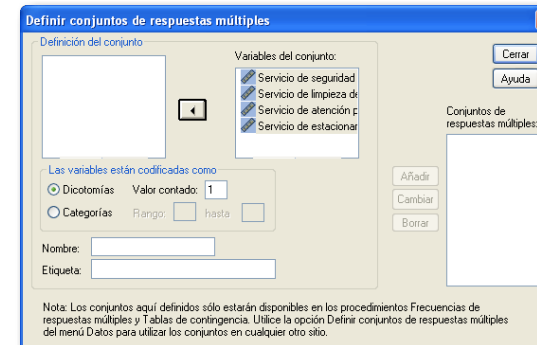 Definir conjuntos de respuestas múltiples
Definición del conjunto
Variables del conjunto:
Servicio de seguridad
Servicio de limpieza de
Servicio de atención p
Servicio de estacionar
Cerrar
Ayuda
Conjuntos de
respuestas múltiples:
Las variables están codificadas como
Dicotomías Valor contado: 1
Categorías Rango: hasta
Añadir
Cambiar
Borrar
Nombre:
Etiqueta:
Nota: Los conjuntos aquí definidos sólo estarán disponibles en los procedimientos Frecuencias de
respuestas múltiples y Tablas de contingencia. Utilice la opción Definir conjuntos de respuestas múltiples
del menú Datos para utilizar los conjuntos en cualquier otro sitio.